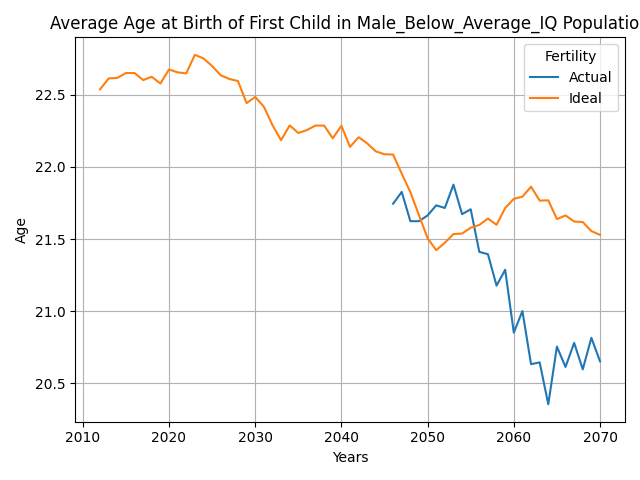 Average Age at Birth of First Child in Male_Below_Average_IQ Populatio
Fertility
Actual
Ideal
22.5
22.0
21.5
21.0
20.5
Age
2010
2020
2030
2040
2050
2060
2070
Years